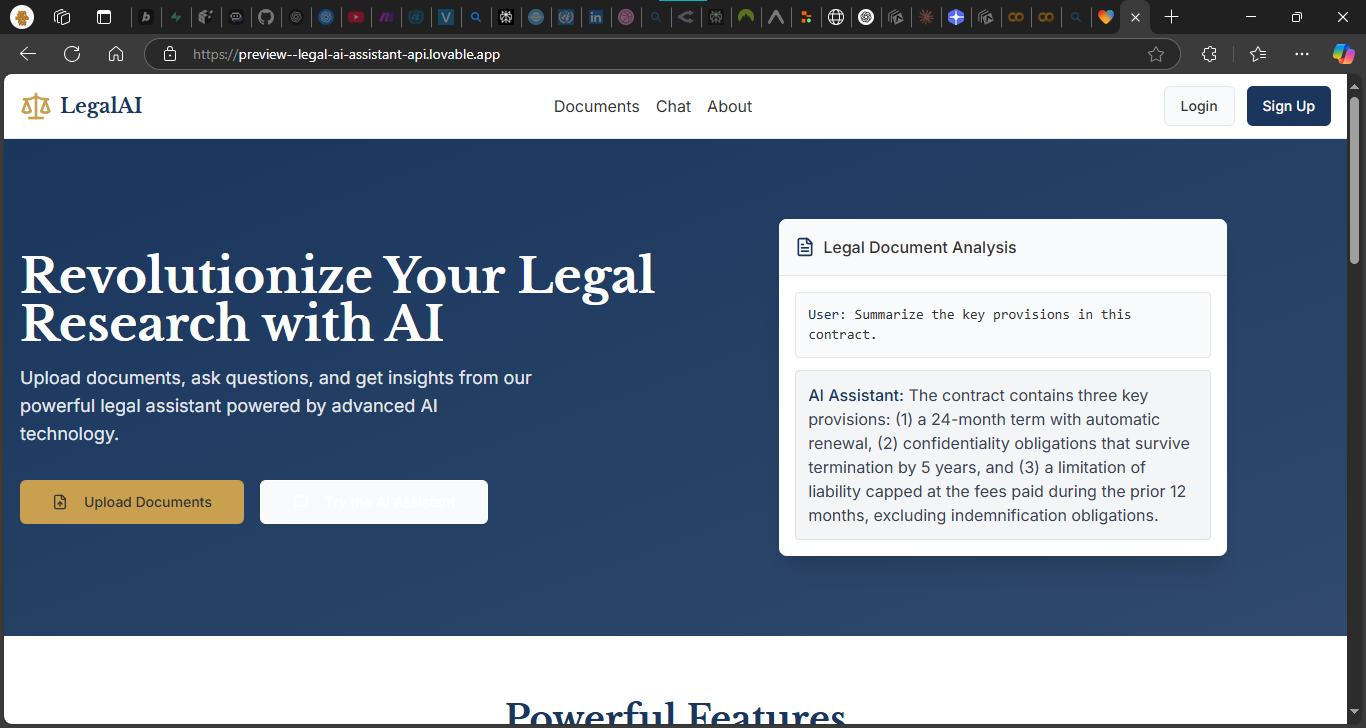 https://preview--legal-ai-assistant-api.lovable.app
LegalAI
Documents Chat About
Login Sign Up
Revolutionize Your Legal
Research with AI
Upload documents, ask questions, and get insights from our
powerful legal assistant powered by advanced AI
technology.
Upload Documents
Legal Document Analysis
User: Summarize the key provisions in this
contract.
AI Assistant: The contract contains three key
provisions: (1) a 24-month term with automatic
renewal, (2) confidentiality obligations that survive
termination by 5 years, and (3) a limitation of
liability capped at the fees paid during the prior 12
months, excluding indemnification obligations.
Powerful Features